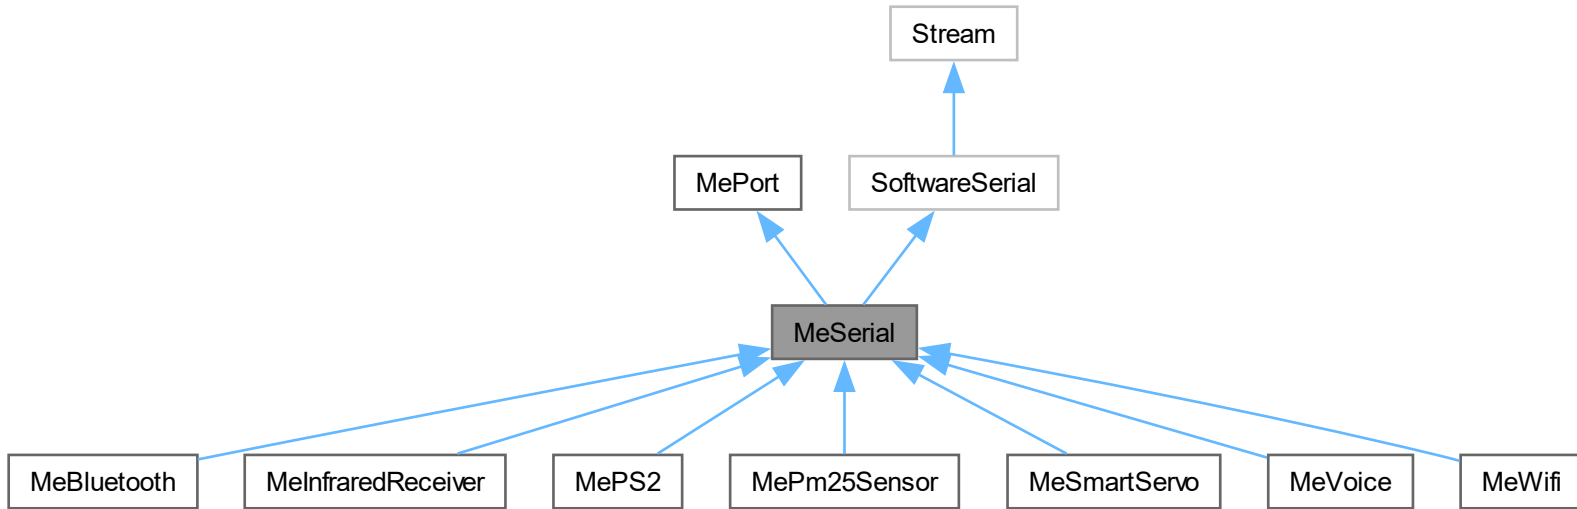 Stream
MePort
SoftwareSerial
MeSerial
MeBluetooth
MeInfraredReceiver
MePS2
MePm25Sensor
MeSmartServo
MeVoice
MeWifi